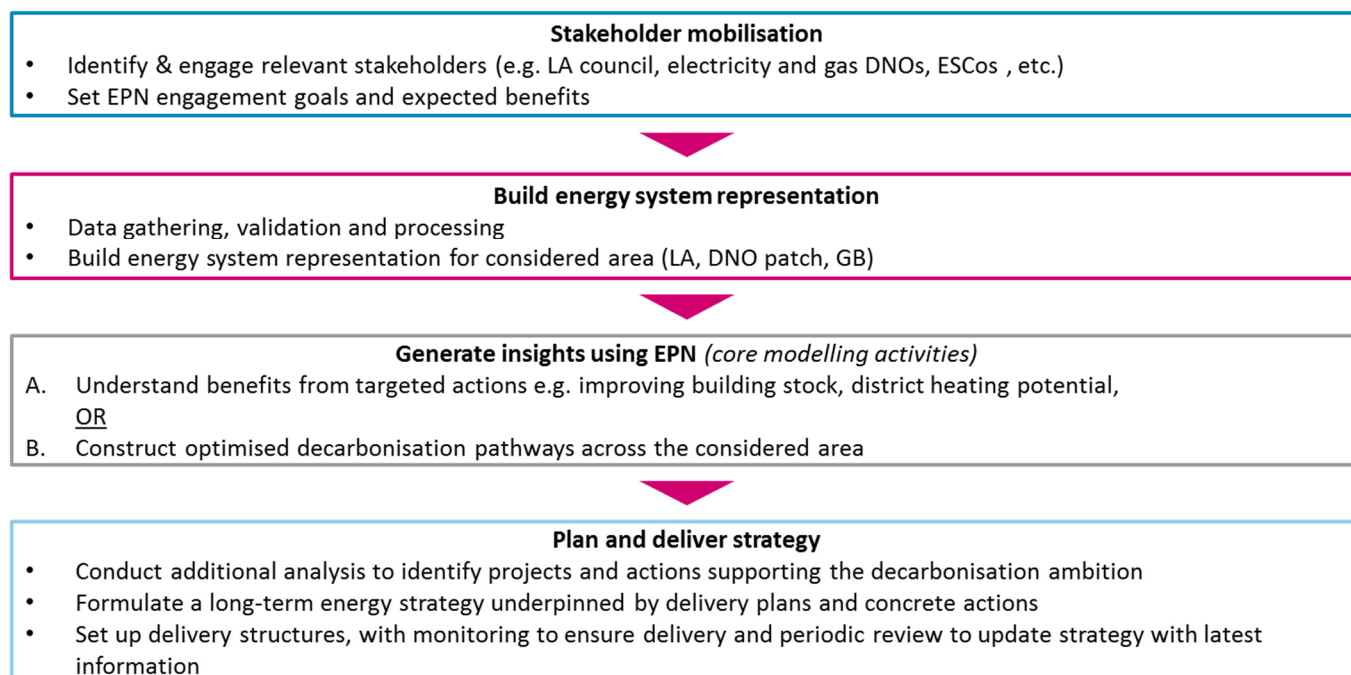 Stakeholder mobilisation
• Identify & engage relevant stakeholders (e.g. LA council, electricity and gas DNOs, ESCos , etc.)
• Set EPN engagement goals and expected benefits
Build energy system representation
• Data gathering, validation and processing
• Build energy system representation for considered area (LA, DNO patch, GB)
Generate insights using EPN (core modelling activities)
A. Understand benefits from targeted actions e.g. improving building stock, district heating potential,
OR
B. Construct optimised decarbonisation pathways across the considered area
Plan and deliver strategy
• Conduct additional analysis to identify projects and actions supporting the decarbonisation ambition
• Formulate a long-term energy strategy underpinned by delivery plans and concrete actions
• Set up delivery structures, with monitoring to ensure delivery and periodic review to update strategy with latest
information